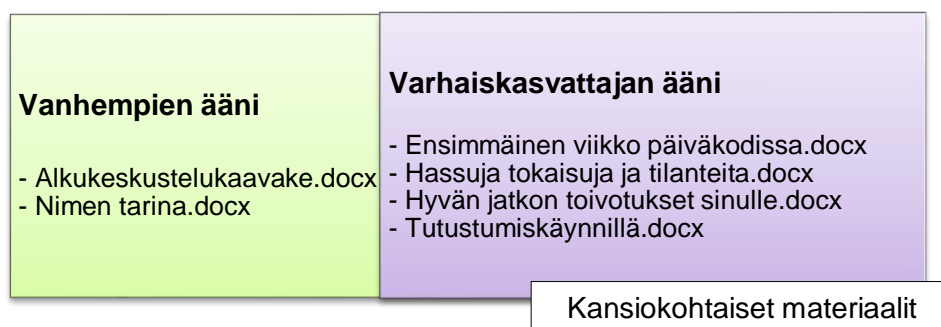 Vanhempien ääni
- Alkukeskustelukaavake.docx
- Nimen tarina.docx
Varhaiskasvattajan ääni
- Ensimmäinen viikko päiväkodissa.docx
- Hassuja tokaisuja ja tilanteita.docx
- Hyvän jatkon toivotukset sinulle.docx
- Tutustumiskäynnillä.docx
Kansiokohtaiset materiaalit